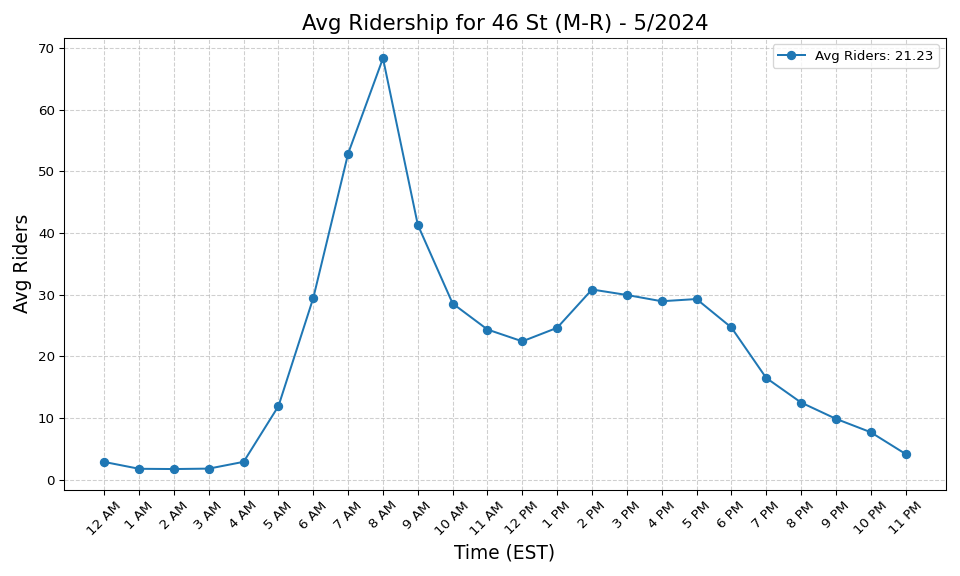 Avg Ridership for 46 St (M-R) - 5/2024
Avg Riders: 21.23
Avg Riders
70
60
50
40
30
20
10
0
12 AM
1 AM
2 AM
3 AM
4 AM
5 AM
6 AM
7 AM
8 AM
9 AM
10 AM
11 AM
12 PM
1 PM
2 PM
3 PM
4 PM
5 PM
6 PM
7 PM
8 PM
9 PM
10 PM
11 PM
Time (EST)